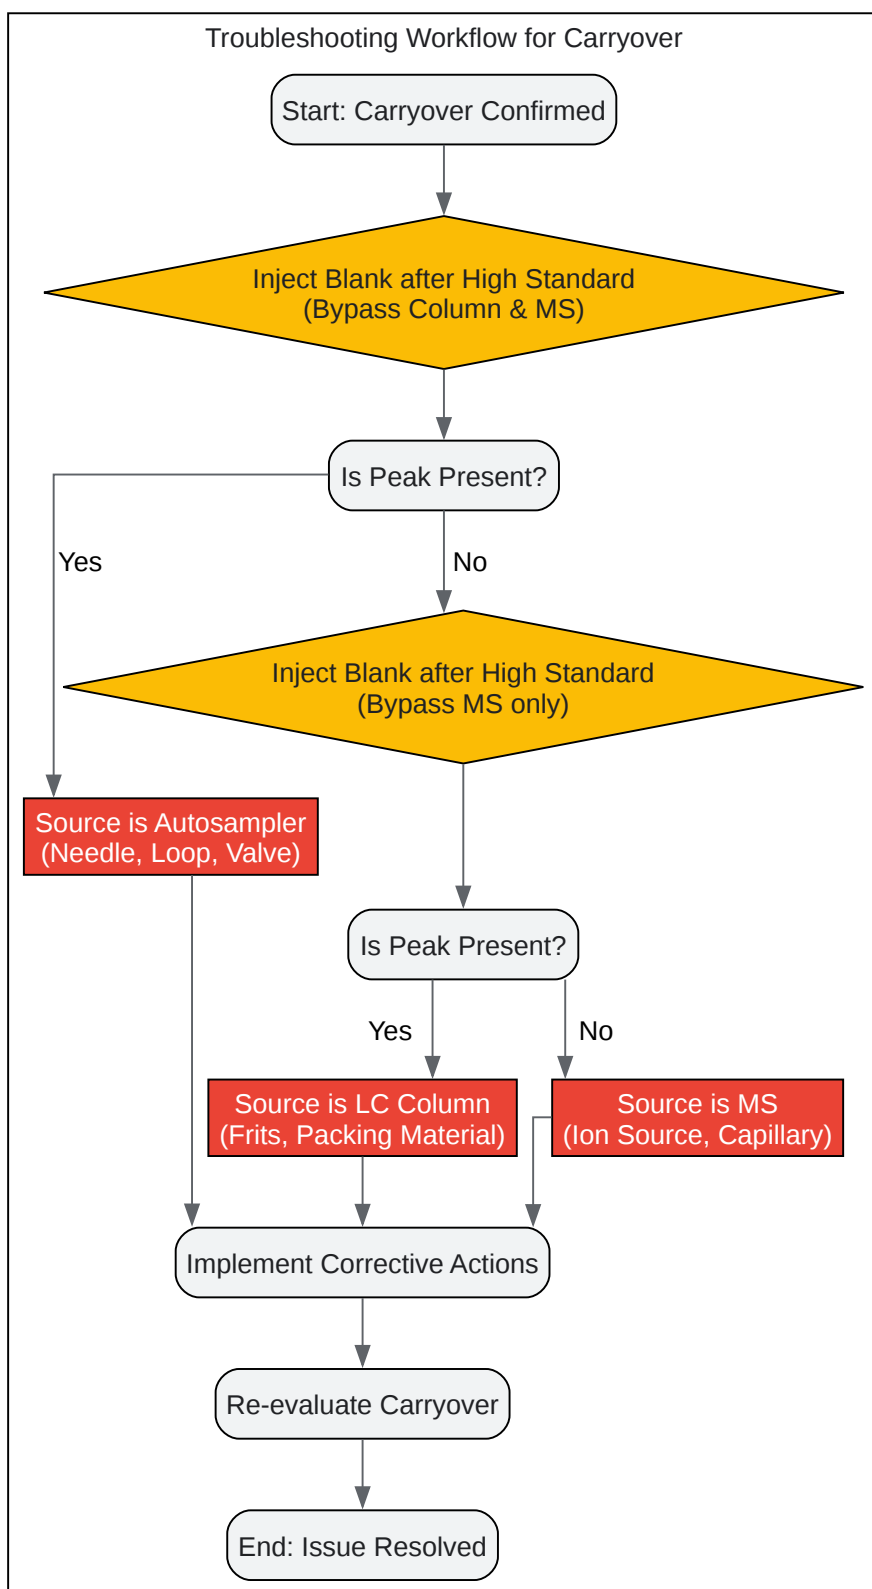 Troubleshooting Workflow for Carryover
Start: Carryover Confirmed
Inject Blank after High Standard
(Bypass Column & MS)
Is Peak Present?
Yes
No
Inject Blank after High Standard
(Bypass MS only)
Source is Autosampler
(Needle, Loop, Valve)
Is Peak Present?
Yes
No
Source is LC Column
(Frits, Packing Material)
Source is MS
(Ion Source, Capillary)
Implement Corrective Actions
Re-evaluate Carryover
End: Issue Resolved